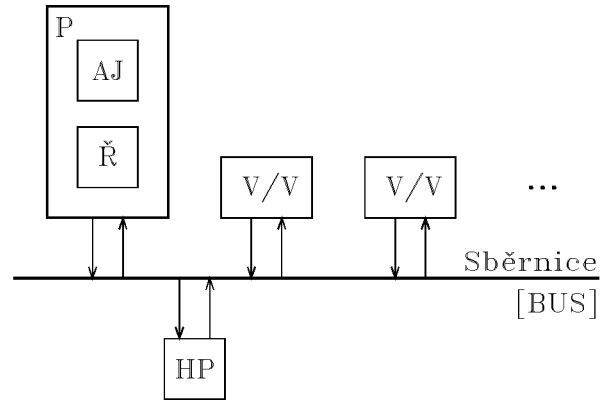 P
AJ
Ř
V/V
V/V
...
Sběrnice
[BUS]
HP